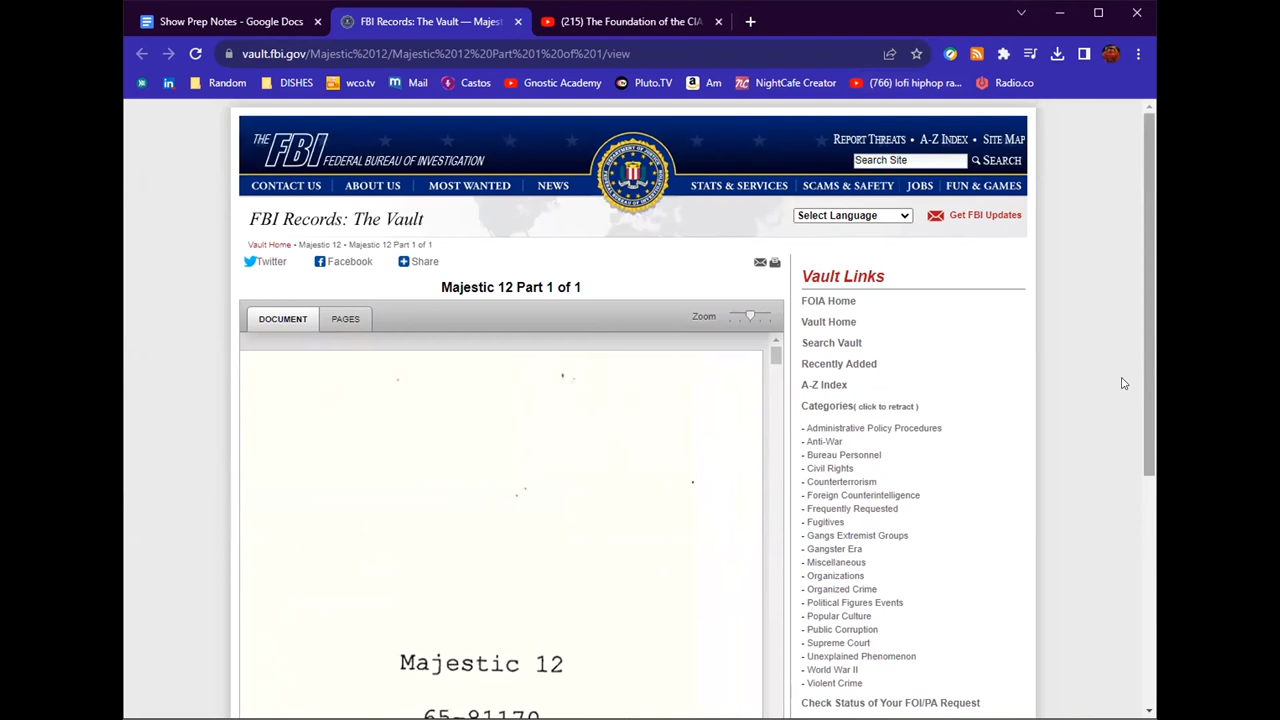 Show Prep Notes - Google Docs
FBI Records: The Vault — Majest
(215) The Foundation of the CIA
vault.fbi.gov/Majestic%2012/Majestic%2012%20Part%201%20of%201/view
Random
DISHES
wco.tv
Mail
Castos
Gnostic Academy
Pluto.TV
Am
NightCafe Creator
(766) lofi hiphop ra...
Radio.co
THE FBI FEDERAL BUREAU OF INVESTIGATION
REPORT THREATS • A-Z INDEX • SITE MAP
Search Site
SEARCH
CONTACT US ABOUT US MOST WANTED NEWS STATS & SERVICES SCAMS & SAFETY JOBS FUN & GAMES
FBI Records: The Vault
Select Language
Get FBI Updates
Vault Home • Majestic 12 • Majestic 12 Part 1 of 1
Twitter
Facebook
Share
Majestic 12 Part 1 of 1
DOCUMENT
PAGES
Zoom
Majestic 12
65-81170
Vault Links
FOIA Home
Vault Home
Search Vault
Recently Added
A-Z Index
Categories( click to retract )
- Administrative Policy Procedures
- Anti-War
- Bureau Personnel
- Civil Rights
- Counterterrorism
- Foreign Counterintelligence
- Frequently Requested
- Fugitives
- Gangs Extremist Groups
- Gangster Era
- Miscellaneous
- Organizations
- Organized Crime
- Political Figures Events
- Popular Culture
- Public Corruption
- Supreme Court
- Unexplained Phenomenon
- World War II
- Violent Crime
Check Status of Your FOI/PA Request